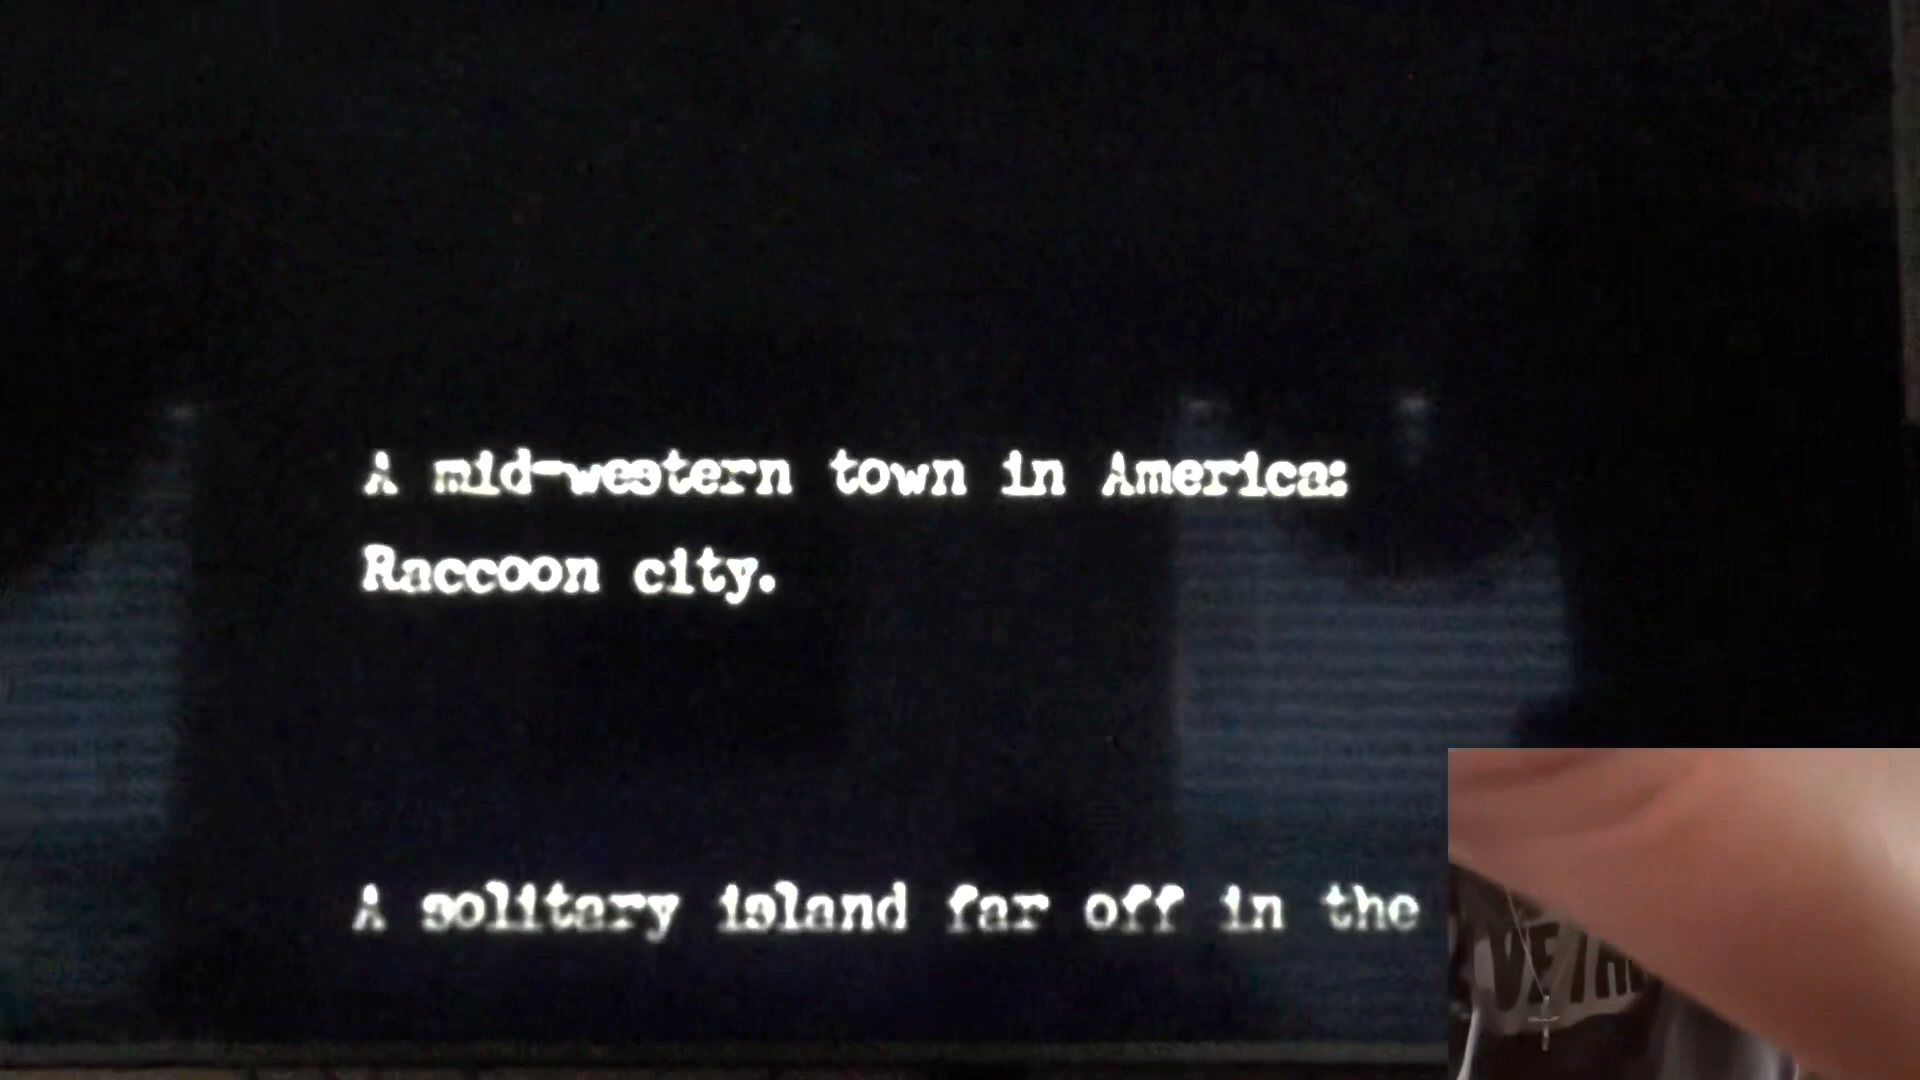 A mid-western town in America:
Raccoon city.
A solitary island far off in the